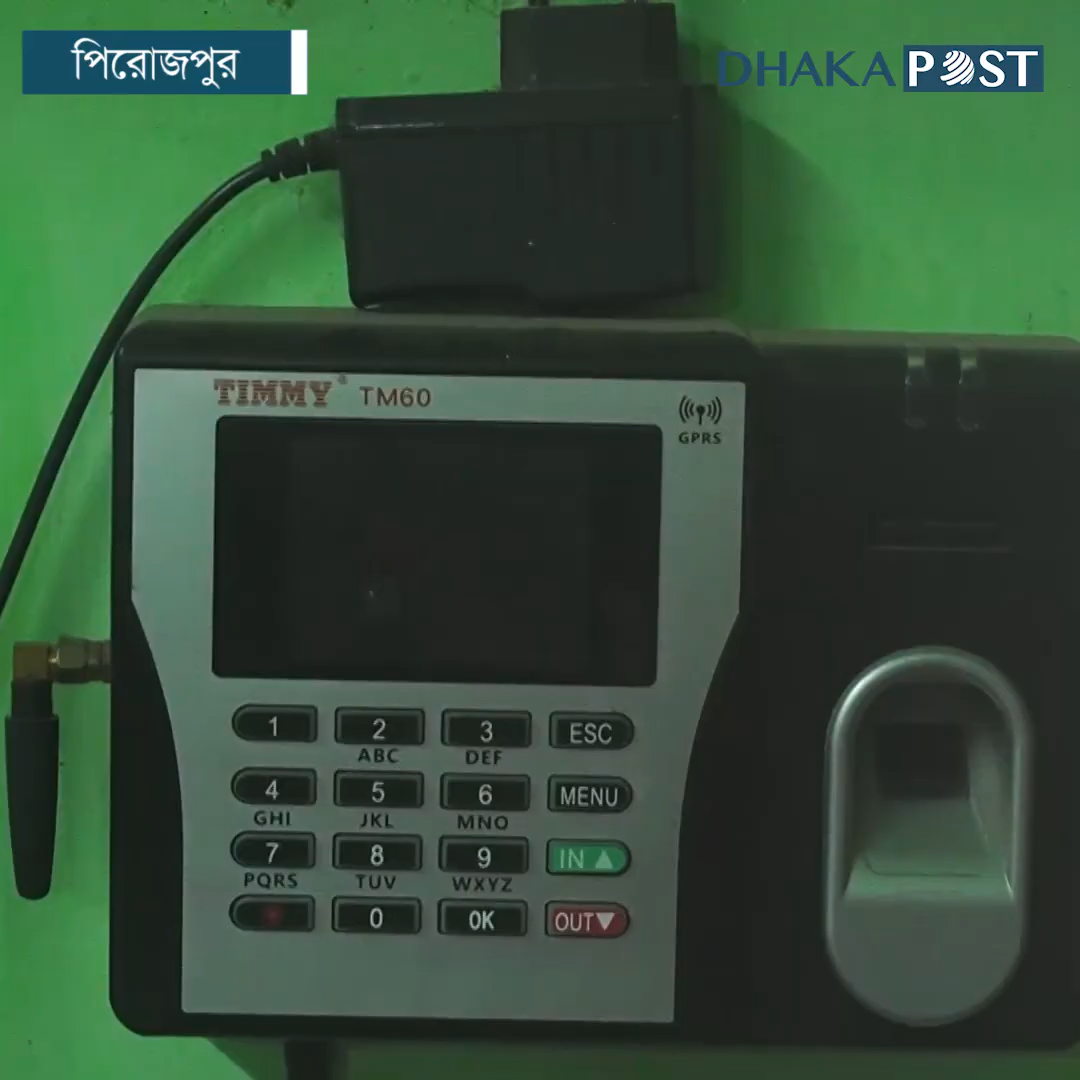 পিরোজপুর
DHAKA POST
TIMMY® TM60
GPRS
1 2 3 ESC
ABC DEF
4 5 6 MENU
GHI JKL MNO
7 8 9 IN ▲
PQRS TUV WXYZ
0 OK OUT▼